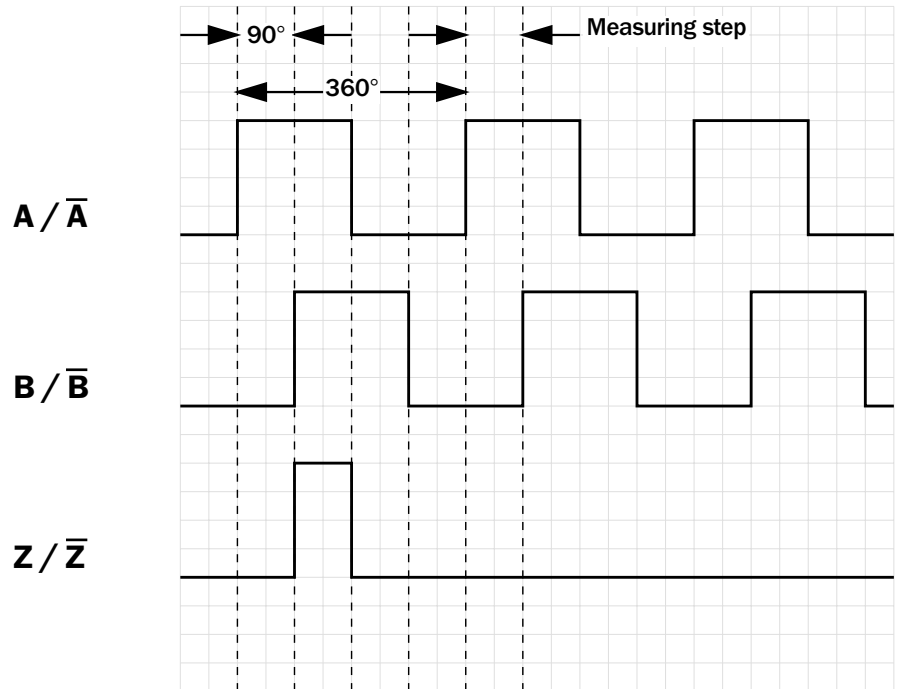 90°
Measuring step
360°
A / A̅
B / B̅
Z / Z̅